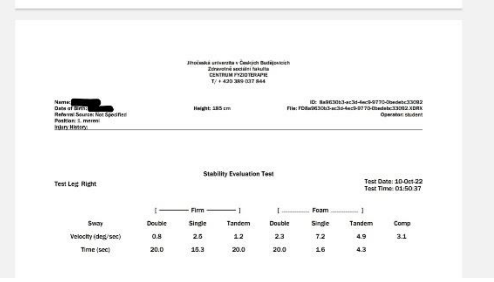 Jihočeská univerzita v Českých Budějovicích
Zdravotně sociální fakulta
CENTRUM FYZIOTERAPIE
T/ + 420 389 037 844
Name:
Date of Birth:
Referral Source: Not Specified
Position: 1. mereni
Injury History:
Height: 185 cm
File:
Operator: student
Stability Evaluation Test
Test Leg: Right
Test Date: 10-Oct-22
Test Time: 01:50:37
[ Firm ] [ Foam ]
Sway Double Single Tandem Double Single Tandem Comp
Velocity (deg/sec) 0.8 2.5 1.2 2.3 7.2 4.9 3.1
Time (sec) 20.0 15.3 20.0 20.0 1.6 4.3